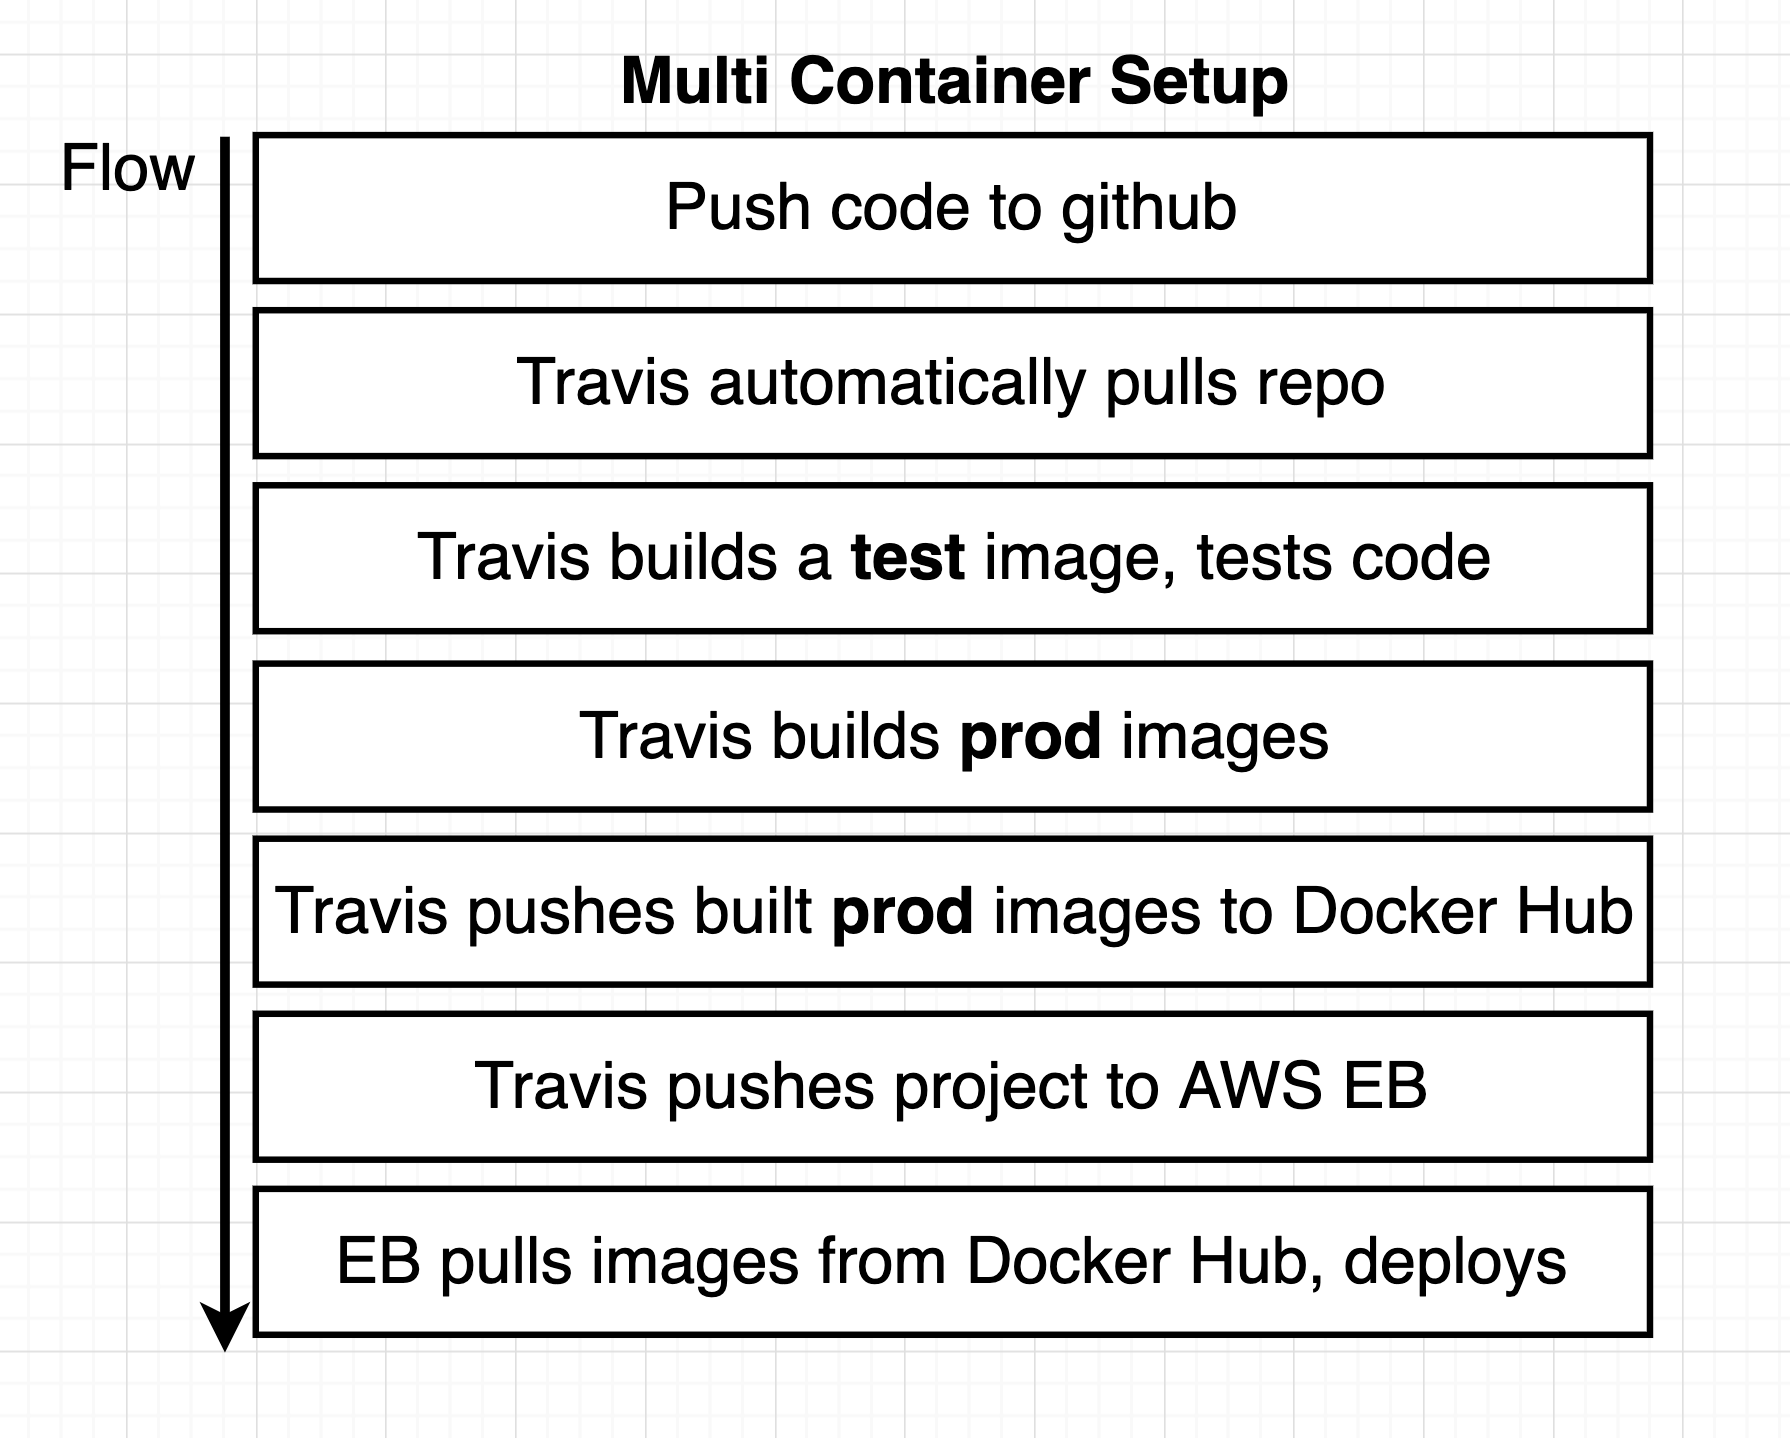 Multi Container Setup
Flow
Push code to github
Travis automatically pulls repo
Travis builds a test image, tests code
Travis builds prod images
Travis pushes built prod images to Docker Hub
Travis pushes project to AWS EB
EB pulls images from Docker Hub, deploys